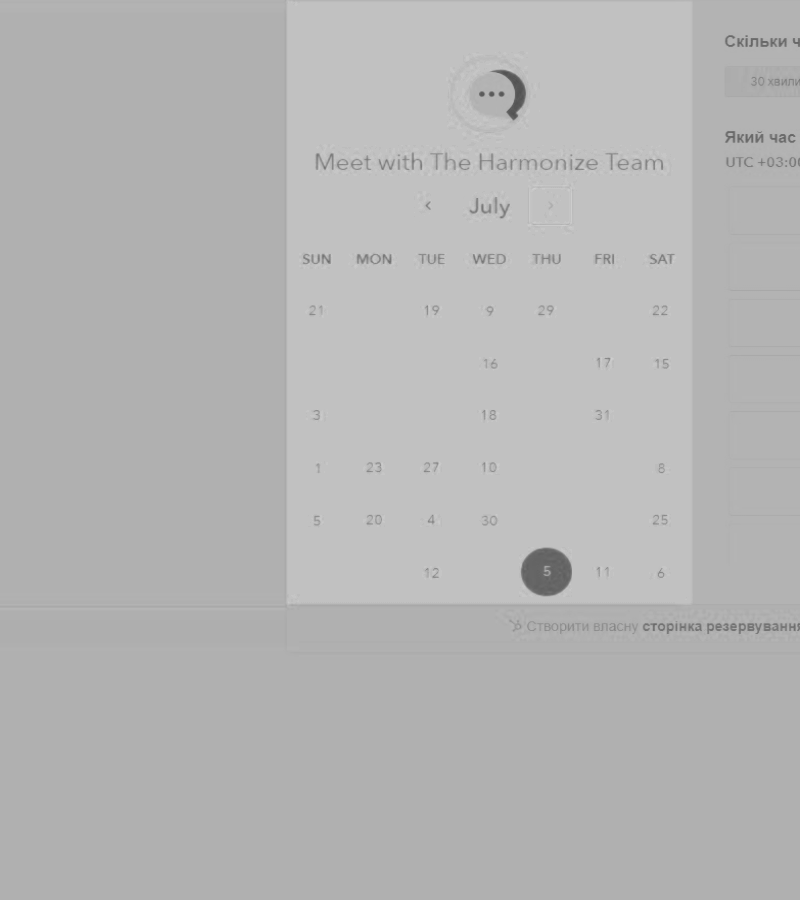 Скільки ч
30 хвили
Який час
UTC +03:00
Meet with The Harmonize Team
July
SUN MON TUE WED THU FRI SAT
21 19 9 29 22
16 17 15
3 18 31
1 23 27 10 8
5 20 4 30 25
12 5 11 6
Створити власну сторінка резервування